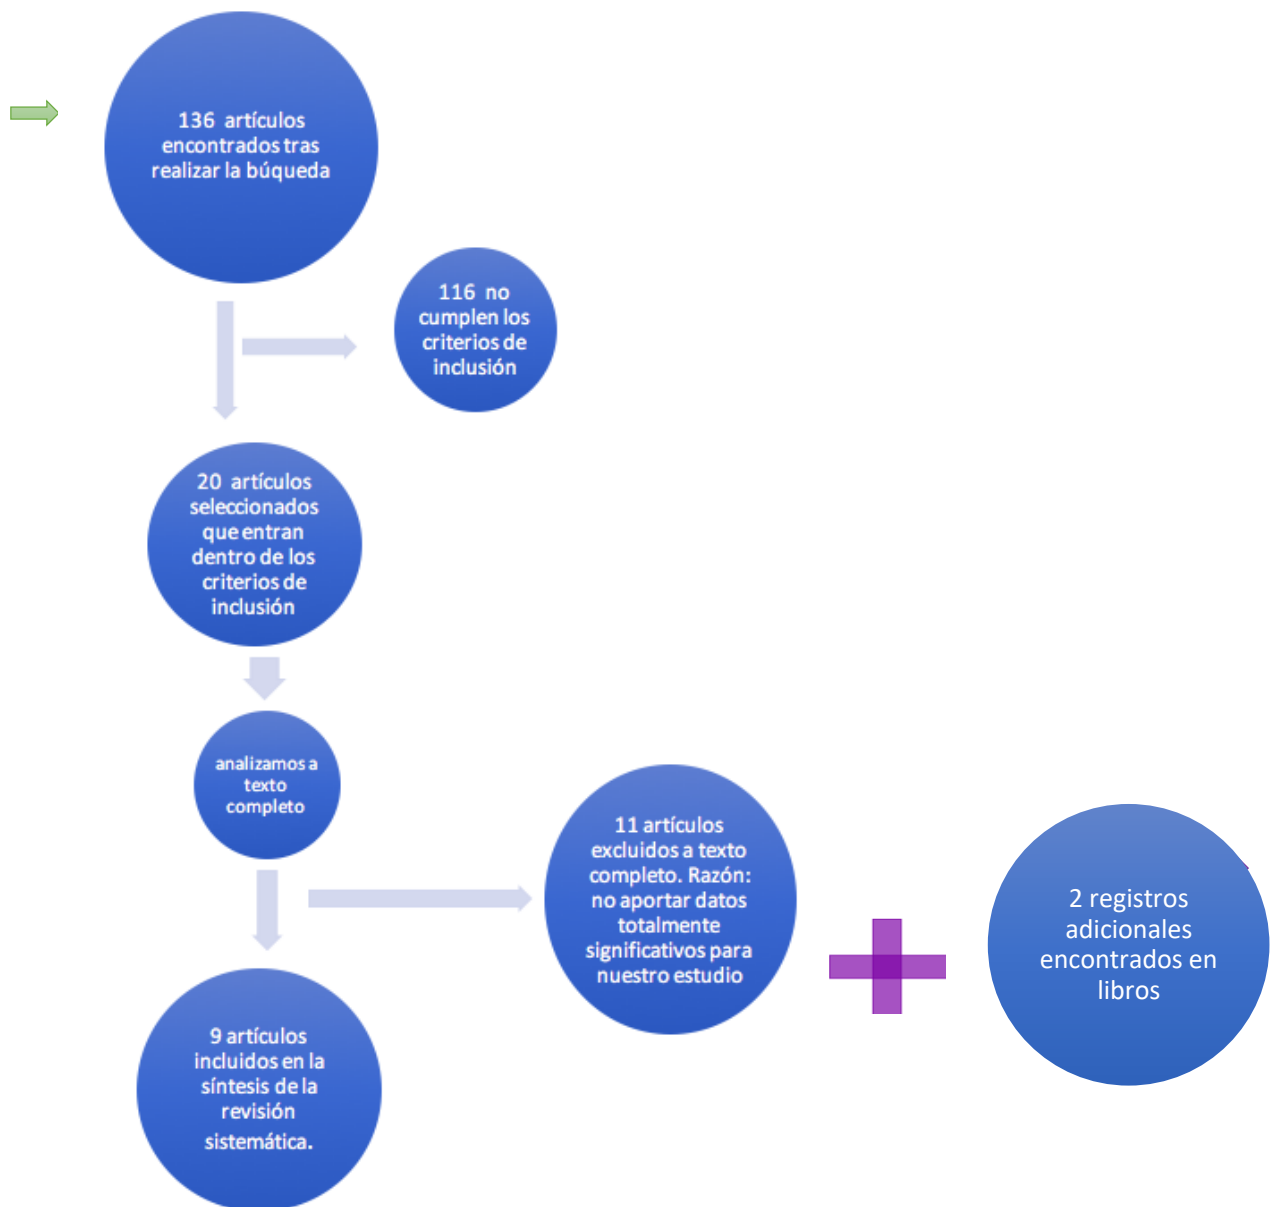 136 artículos
encontrados tras
realizar la búqueda
116 no
cumplen los
criterios de
inclusión
20 artículos
seleccionados
que entran
dentro de los
criterios de
inclusión
analizamos a
texto
completo
11 artículos
excluidos a texto
completo. Razón:
no aportar datos
totalmente
significativos para
nuestro estudio
2 registros
adicionales
encontrados en
libros
9 artículos
incluidos en la
síntesis de la
revisión
sistemática.